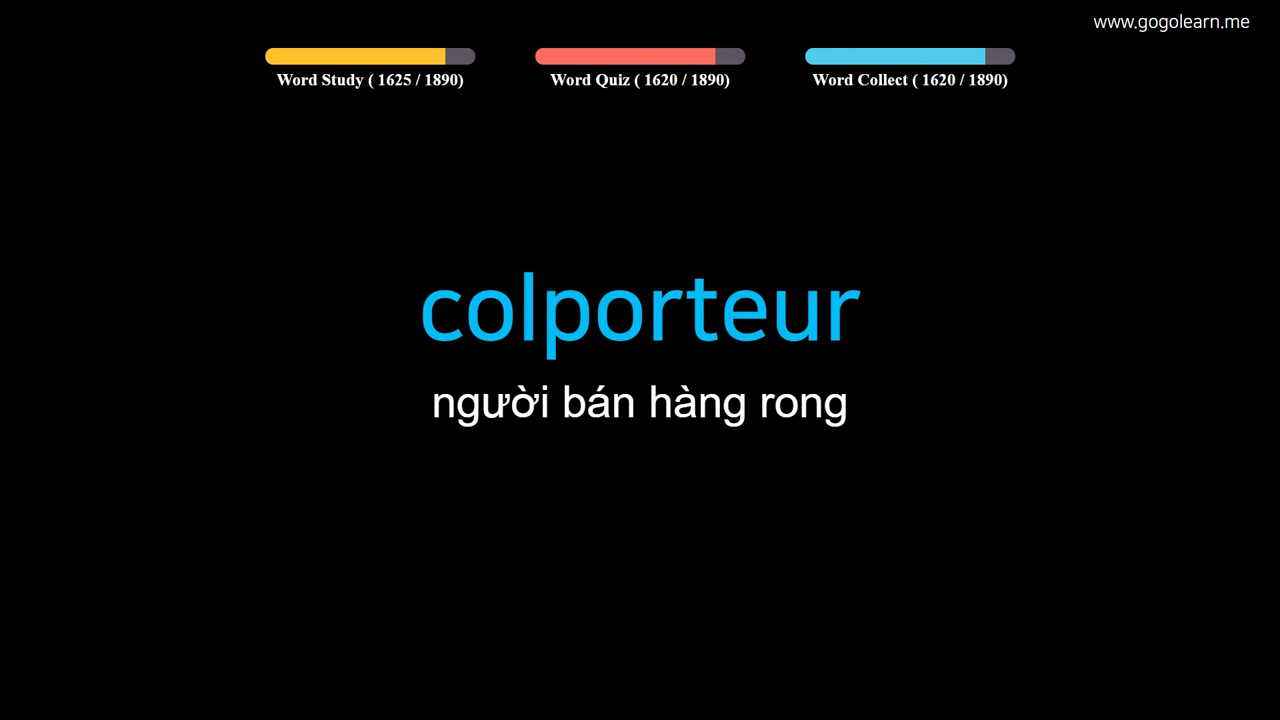 www.gogolearn.me
Word Study ( 1625 / 1890)
Word Quiz ( 1620 / 1890)
Word Collect ( 1620 / 1890)
colporteur
người bán hàng rong